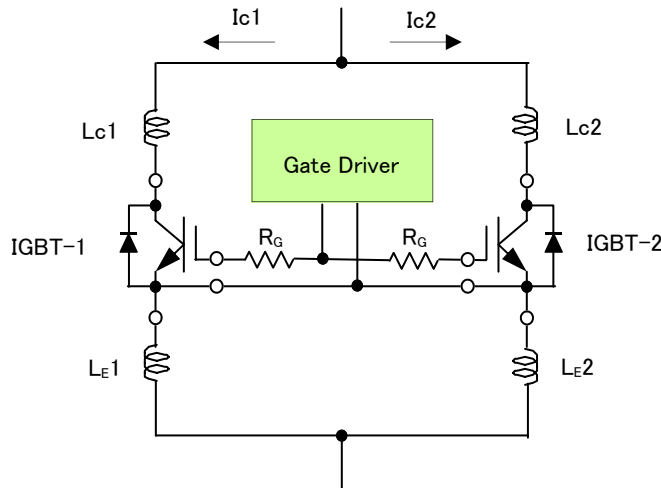 Ic1 Ic2
Lc1 Lc2
Gate Driver
IGBT-1 RG RG IGBT-2
LE1 LE2